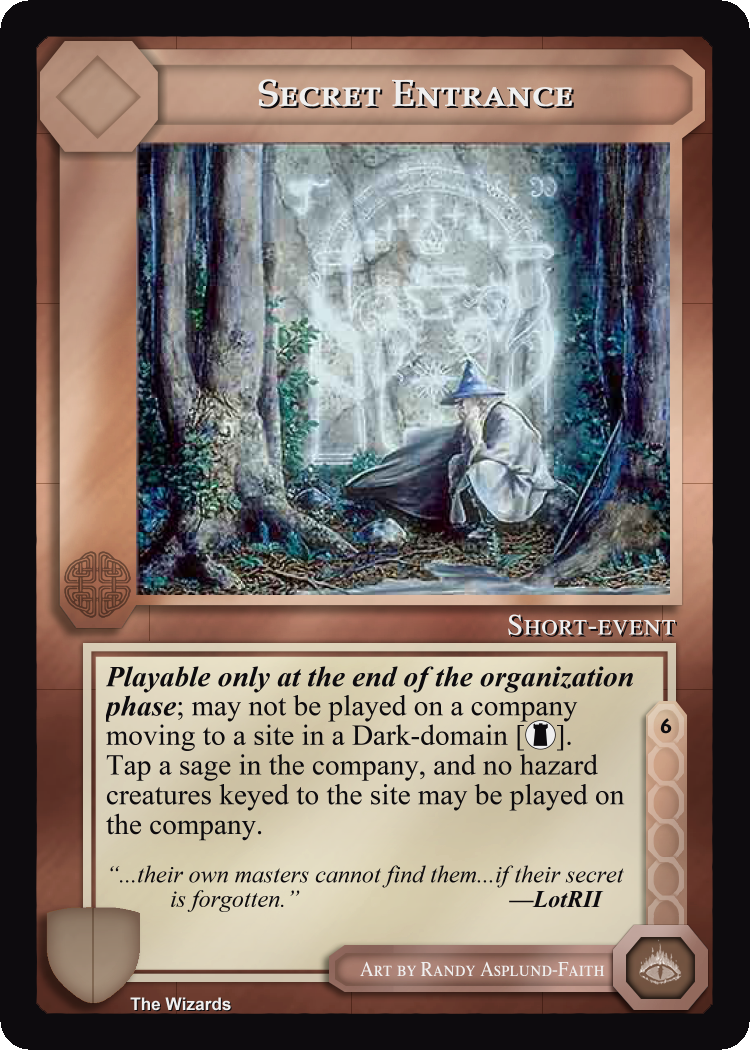 Secret Entrance
Short-event
Playable only at the end of the organization
phase; may not be played on a company
moving to a site in a Dark-domain [ ].
Tap a sage in the company, and no hazard
creatures keyed to the site may be played on
the company.
6
“...their own masters cannot find them...if their secret
is forgotten.” —LotRII
Art by Randy Asplund-Faith
The Wizards